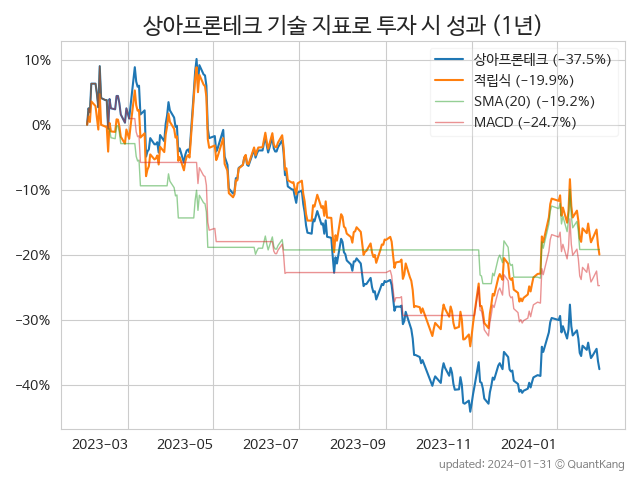 상아프론테크 기술 지표로 투자 시 성과 (1년)
상아프론테크 (−37.5%)
적립식 (−19.9%)
SMA(20) (−19.2%)
MACD (−24.7%)
10%
0%
−10%
−20%
−30%
−40%
2023-03 2023-05 2023-07 2023-09 2023-11 2024-01
updated: 2024-01-31 © QuantKang